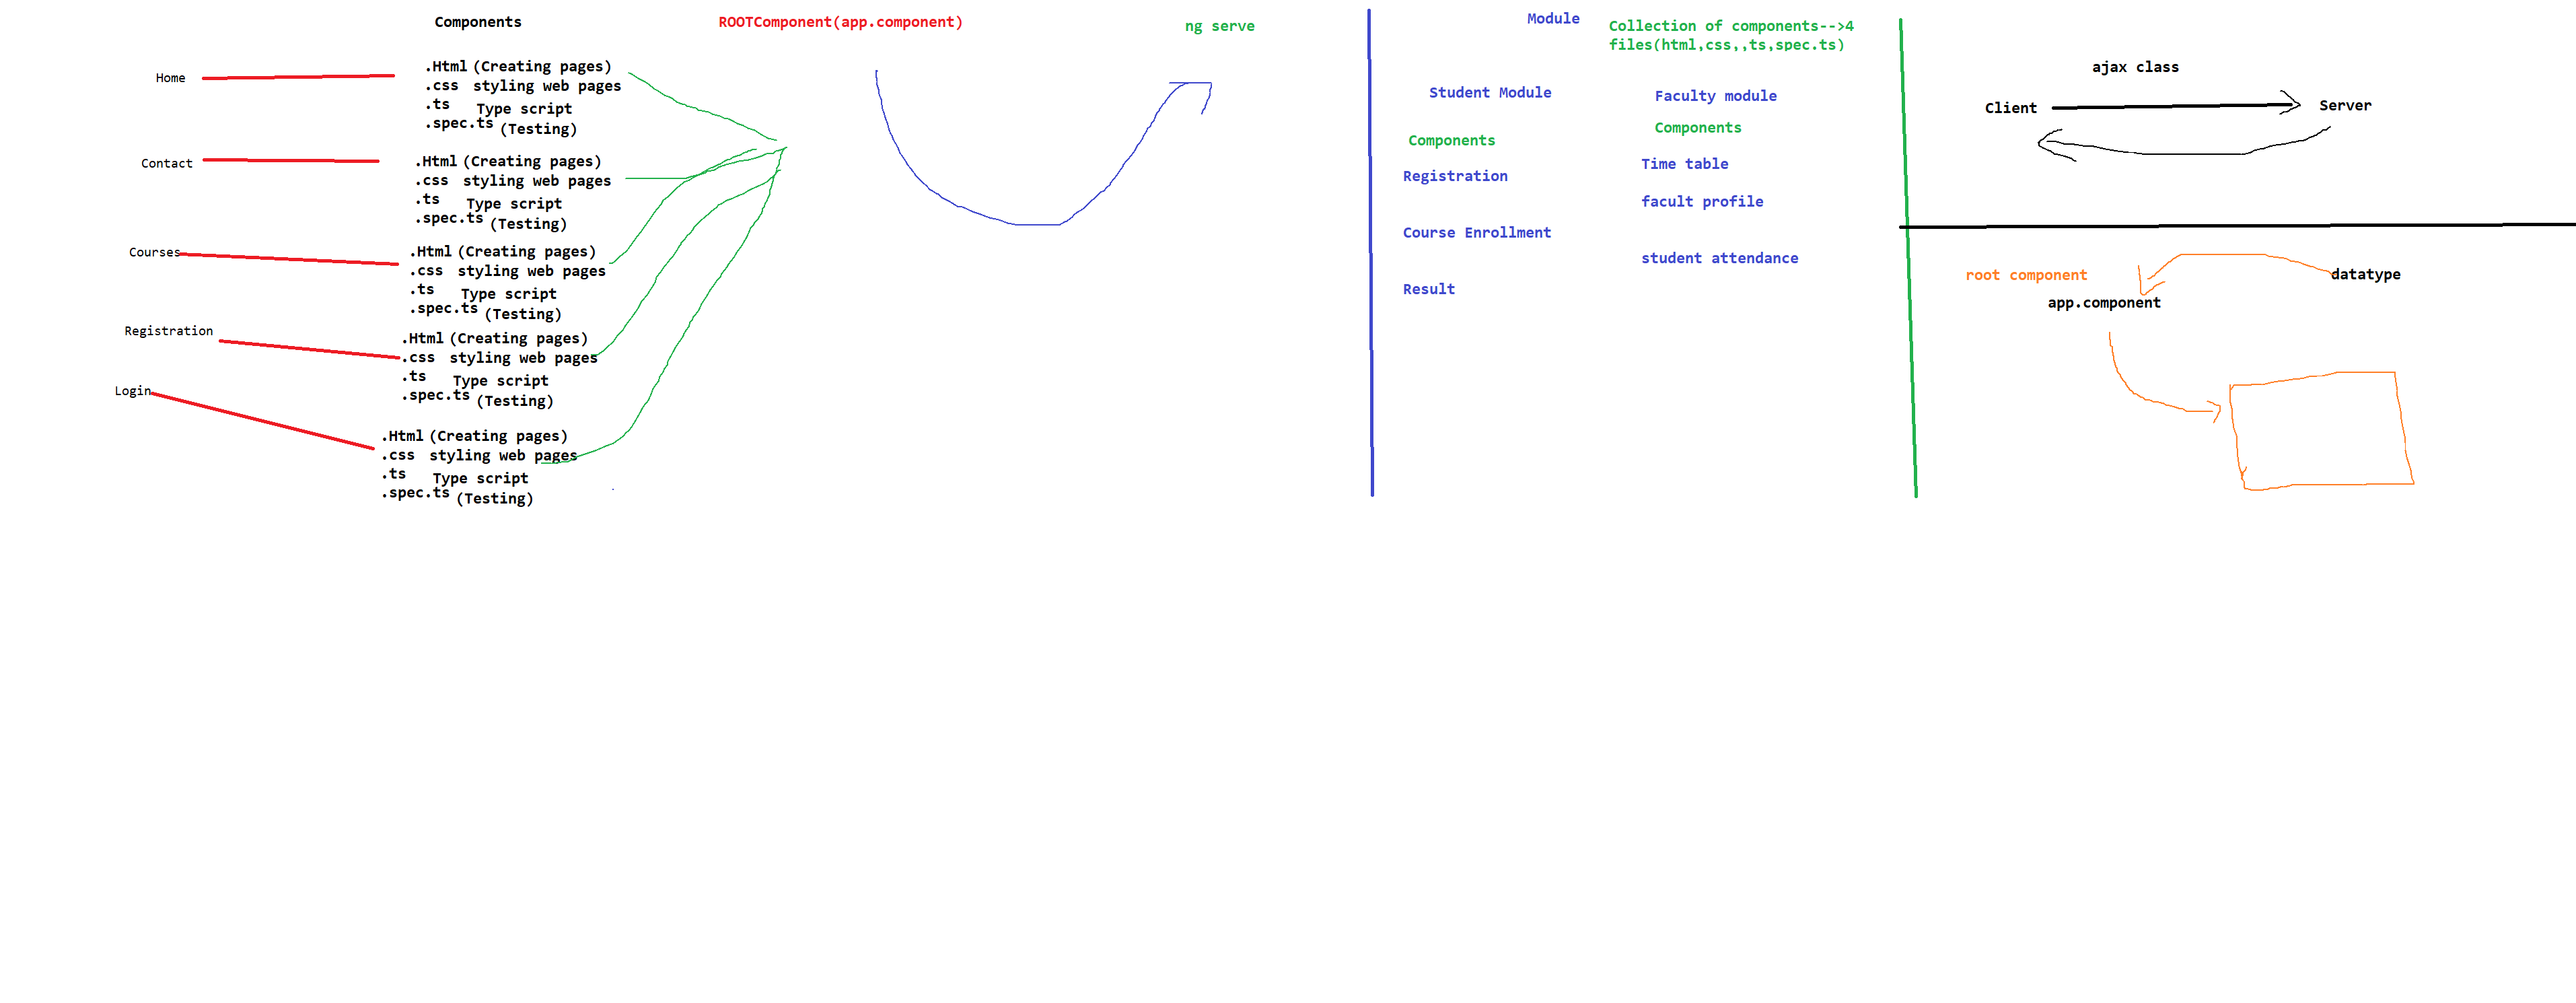 Components
ROOTComponent(app.component)
ng serve
Home
.Html (Creating pages)
.css styling web pages
.ts Type script
.spec.ts (Testing)
Contact
.Html (Creating pages)
.css styling web pages
.ts Type script
.spec.ts (Testing)
Courses
.Html (Creating pages)
.css styling web pages
.ts Type script
.spec.ts (Testing)
Registration
.Html (Creating pages)
.css styling web pages
.ts Type script
.spec.ts (Testing)
Login
.Html (Creating pages)
.css styling web pages
.ts Type script
.spec.ts (Testing)
Module
Collection of components-->4
files(html,css,,ts,spec.ts)
Student Module
Components
Registration
Course Enrollment
Result
Faculty module
Components
Time table
facult profile
student attendance
ajax class
Client
Server
root component
datatype
app.component